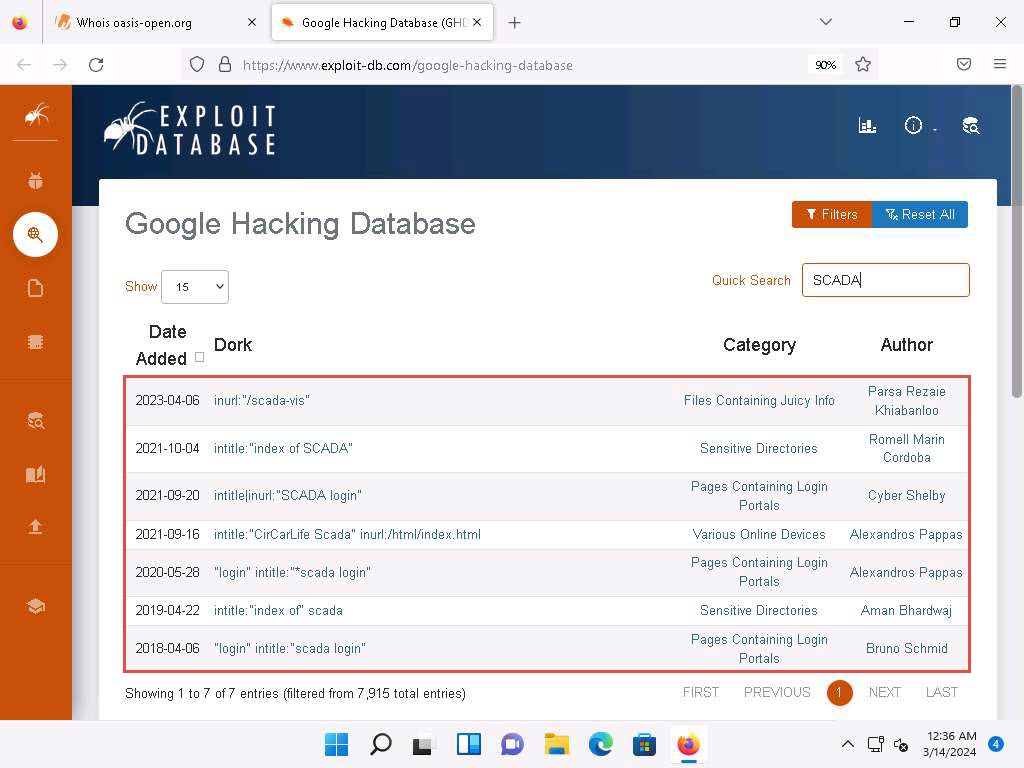 Whois oasis-open.org
Google Hacking Database (GHD
https://www.exploit-db.com/google-hacking-database
90%
EXPLOIT
DATABASE
Google Hacking Database
Filters
Reset All
Show 15
Quick Search SCADA
Date Added Dork Category Author
2023-04-06 inurl:"/scada-vis" Files Containing Juicy Info Parsa Rezaie Khiabanloo
2021-10-04 intitle:"index of SCADA" Sensitive Directories Romell Marin Cordoba
2021-09-20 intitle|inurl:"SCADA login" Pages Containing Login Portals Cyber Shelby
2021-09-16 intitle:"CirCarLife Scada" inurl:/html/index.html Various Online Devices Alexandros Pappas
2020-05-28 "login" intitle:"*scada login" Pages Containing Login Portals Alexandros Pappas
2019-04-22 intitle:"index of" scada Sensitive Directories Aman Bhardwaj
2018-04-06 "login" intitle:"scada login" Pages Containing Login Portals Bruno Schmid
Showing 1 to 7 of 7 entries (filtered from 7,915 total entries)
FIRST PREVIOUS 1 NEXT LAST
12:36 AM
3/14/2024
4